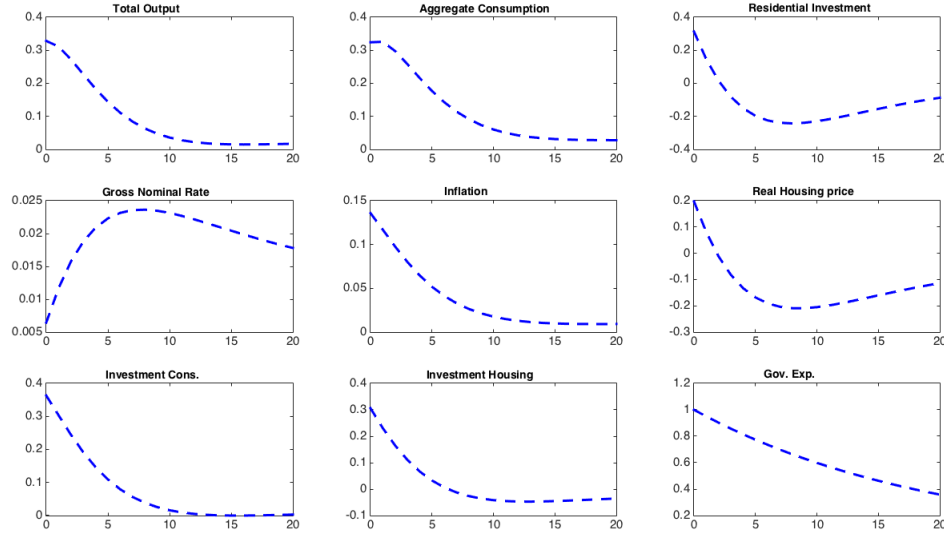 Total Output
0.4
0.3
0.2
0.1
0
0 5 10 15 20
Aggregate Consumption
0.4
0.3
0.2
0.1
0
0 5 10 15 20
Residential Investment
0.4
0.2
0
-0.2
-0.4
0 5 10 15 20
Gross Nominal Rate
0.025
0.02
0.015
0.01
0.005
0 5 10 15 20
Inflation
0.15
0.1
0.05
0
0 5 10 15 20
Real Housing price
0.2
0.1
0
-0.1
-0.2
-0.3
0 5 10 15 20
Investment Cons.
0.4
0.3
0.2
0.1
0
0 5 10 15 20
Investment Housing
0.4
0.3
0.2
0.1
0
-0.1
0 5 10 15 20
Gov. Exp.
1.2
1
0.8
0.6
0.4
0.2
0 5 10 15 20